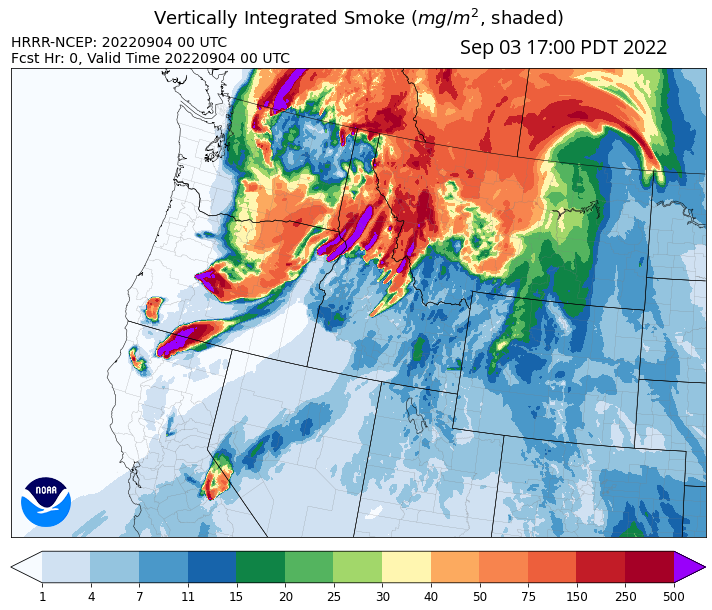 Vertically Integrated Smoke (mg/m², shaded)
HRRR-NCEP: 20220904 00 UTC
Fcst Hr: 0, Valid Time 20220904 00 UTC
Sep 03 17:00 PDT 2022
NOAA
1 4 7 11 15 20 25 30 40 50 75 150 250 500